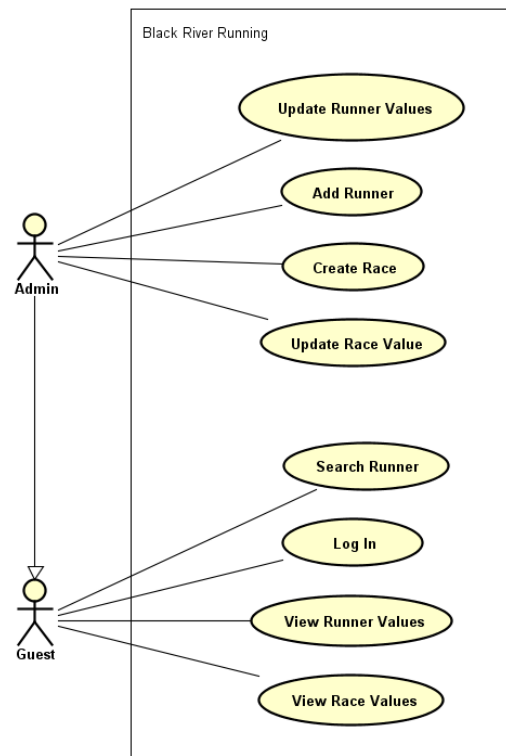 Black River Running
Update Runner Values
Add Runner
Create Race
Admin
Update Race Value
Search Runner
Log In
View Runner Values
Guest
View Race Values